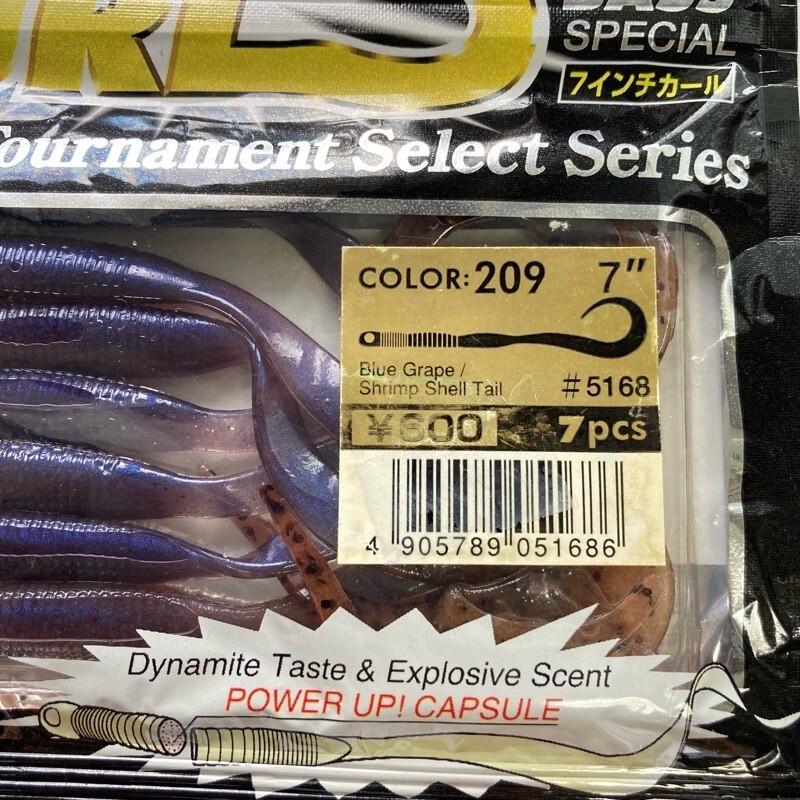 SPECIAL
7インチカール
Tournament Select Series
COLOR: 209 7"
Blue Grape /
Shrimp Shell Tail #5168
¥600 7pcs
4 905789 051686
Dynamite Taste & Explosive Scent
POWER UP! CAPSULE